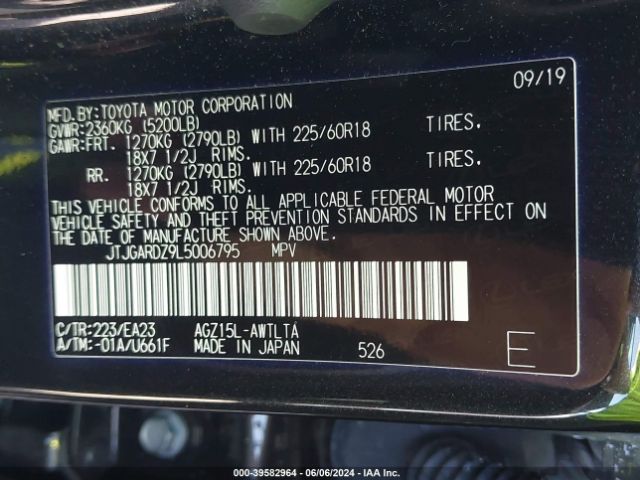 09/19
MFD.BY:TOYOTA MOTOR CORPORATION
GVWR:2360KG (5200LB)
GAWR:FRT. 1270KG (2790LB) WITH 225/60R18 TIRES.
18X7 1/2J RIMS.
RR. 1270KG (2790LB) WITH 225/60R18 TIRES.
18X7 1/2J RIMS.
THIS VEHICLE CONFORMS TO ALL APPLICABLE FEDERAL MOTOR
VEHICLE SAFETY AND THEFT PREVENTION STANDARDS IN EFFECT ON
THE DATE OF MANUFACTURE SHOWN ABOVE.
JTJGARDZ9L5006795 MPV
C/TR:223/EA23 AGZ15L-AWTLTA
A/TM:-01A/U661F MADE IN JAPAN 526 E
000-39582964 - 06/06/2024 - IAA Inc.